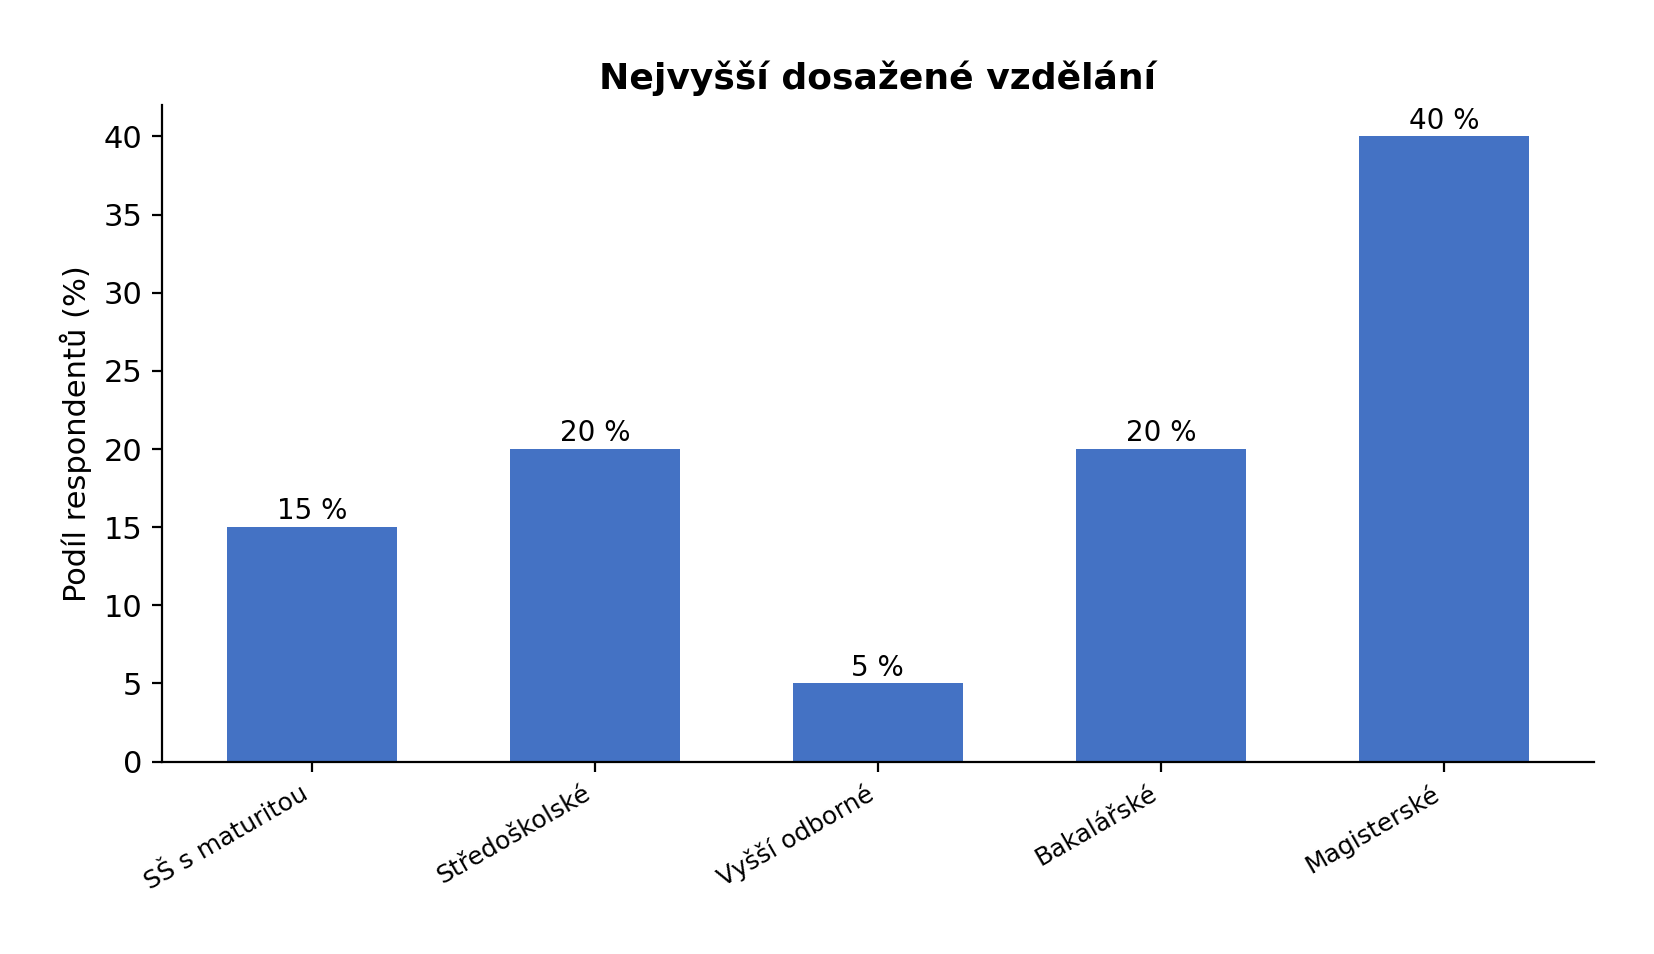 Nejvyšší dosažené vzdělání
Podíl respondentů (%)
40
35
30
25
20
15
10
5
0
15 %
20 %
5 %
20 %
40 %
SŠ s maturitou
Středoškolské
Vyšší odborné
Bakalářské
Magisterské